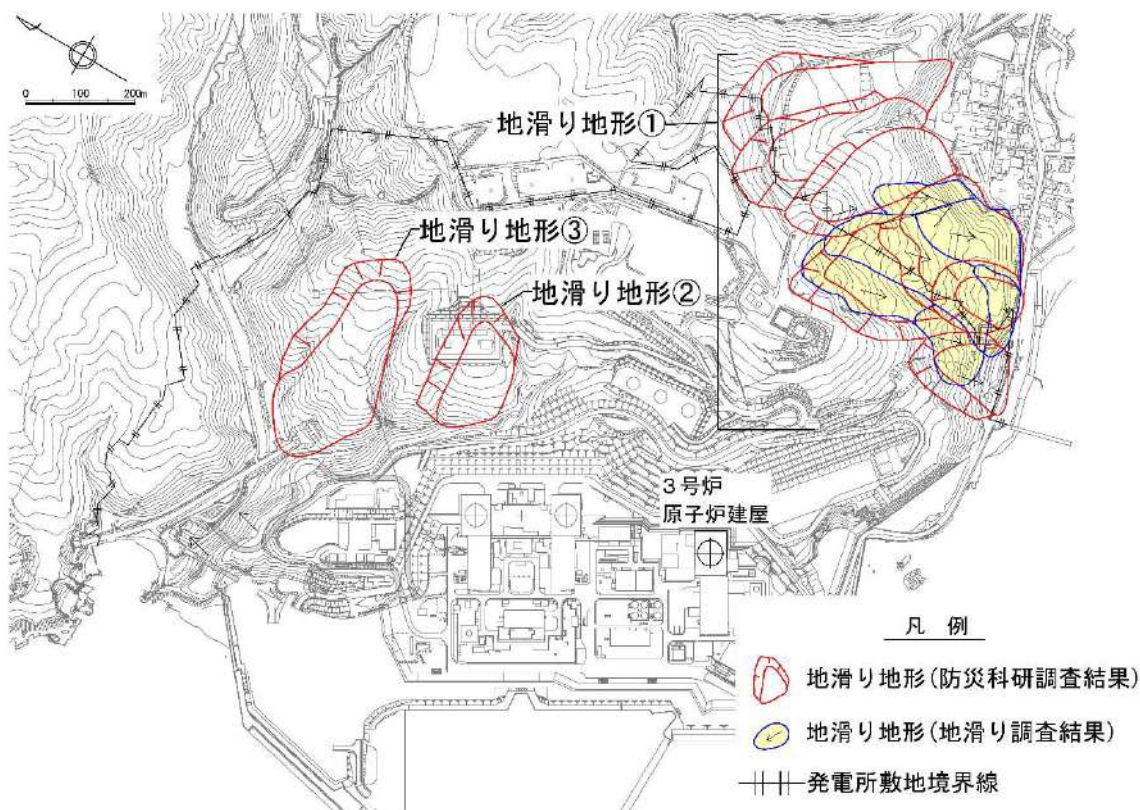 0 100 200m
地滑り地形①
地滑り地形③
地滑り地形②
3号炉
原子炉建屋
凡 例
地滑り地形(防災科研調査結果)
地滑り地形(地滑り調査結果)
発電所敷地境界線